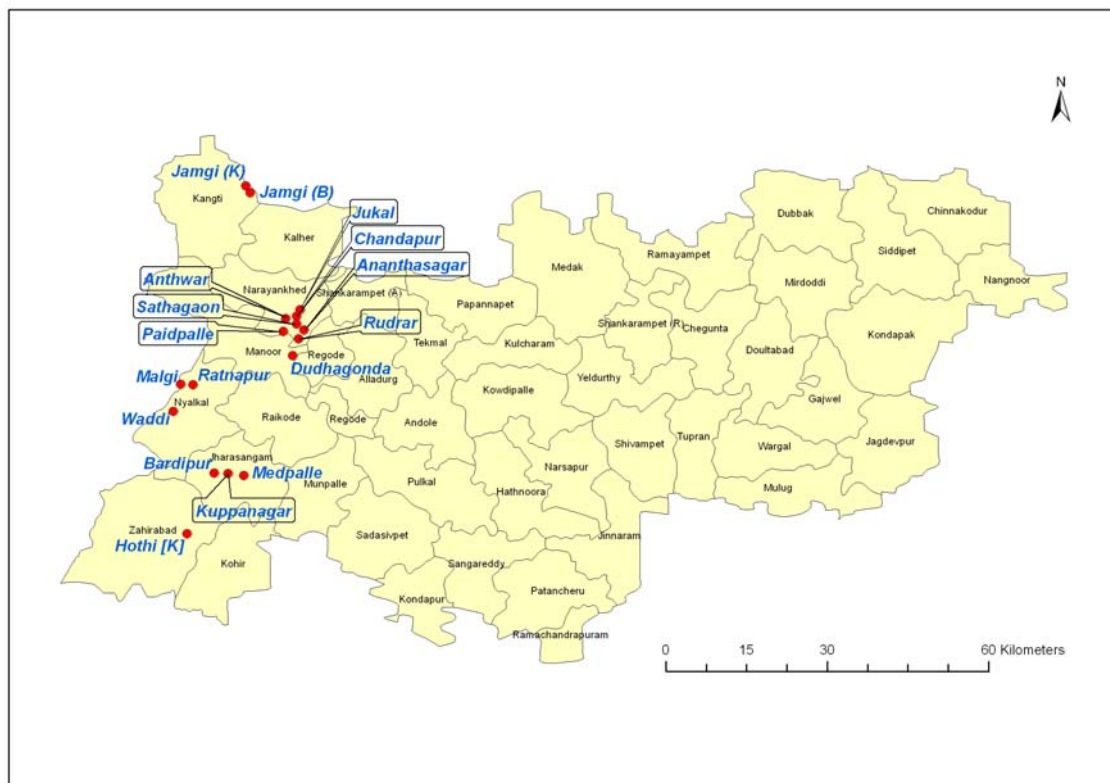 N
Jamgi (K)
Kangti
Jamgi (B)
Jukal
Kalher
Chandapur
Ananthasagar
Anthwar
Narayankhed
Shankarampet (A)
Sathagaon
Paidpalle
Rudrar
Manoor
Regode
Dudhagonda
Alladurg
Tekmal
Papannapet
Medak
Ramayampet
Dubbak
Chinnakodur
Siddipet
Nangnoor
Mirdoddi
Kondapak
Shankarampet (R)
Chegunta
Kulcharam
Doultabad
Yeldurthy
Kowdipalle
Gajwel
Jagdevpur
Malgi
Ratnapur
Nyalkal
Waddi
Raikode
Regode
Andole
Shivampet
Tupran
Wargal
Mulug
Bardipur
Jharasangam
Medpalle
Munpalle
Pulkal
Narsapur
Hathnoora
Kuppanagar
Zahirabad
Hothi [K]
Kohir
Sadasivpet
Jinnaram
Sangareddy
Kondapur
Patancheru
Ramachandrapuram
0 30 60 Kilometers